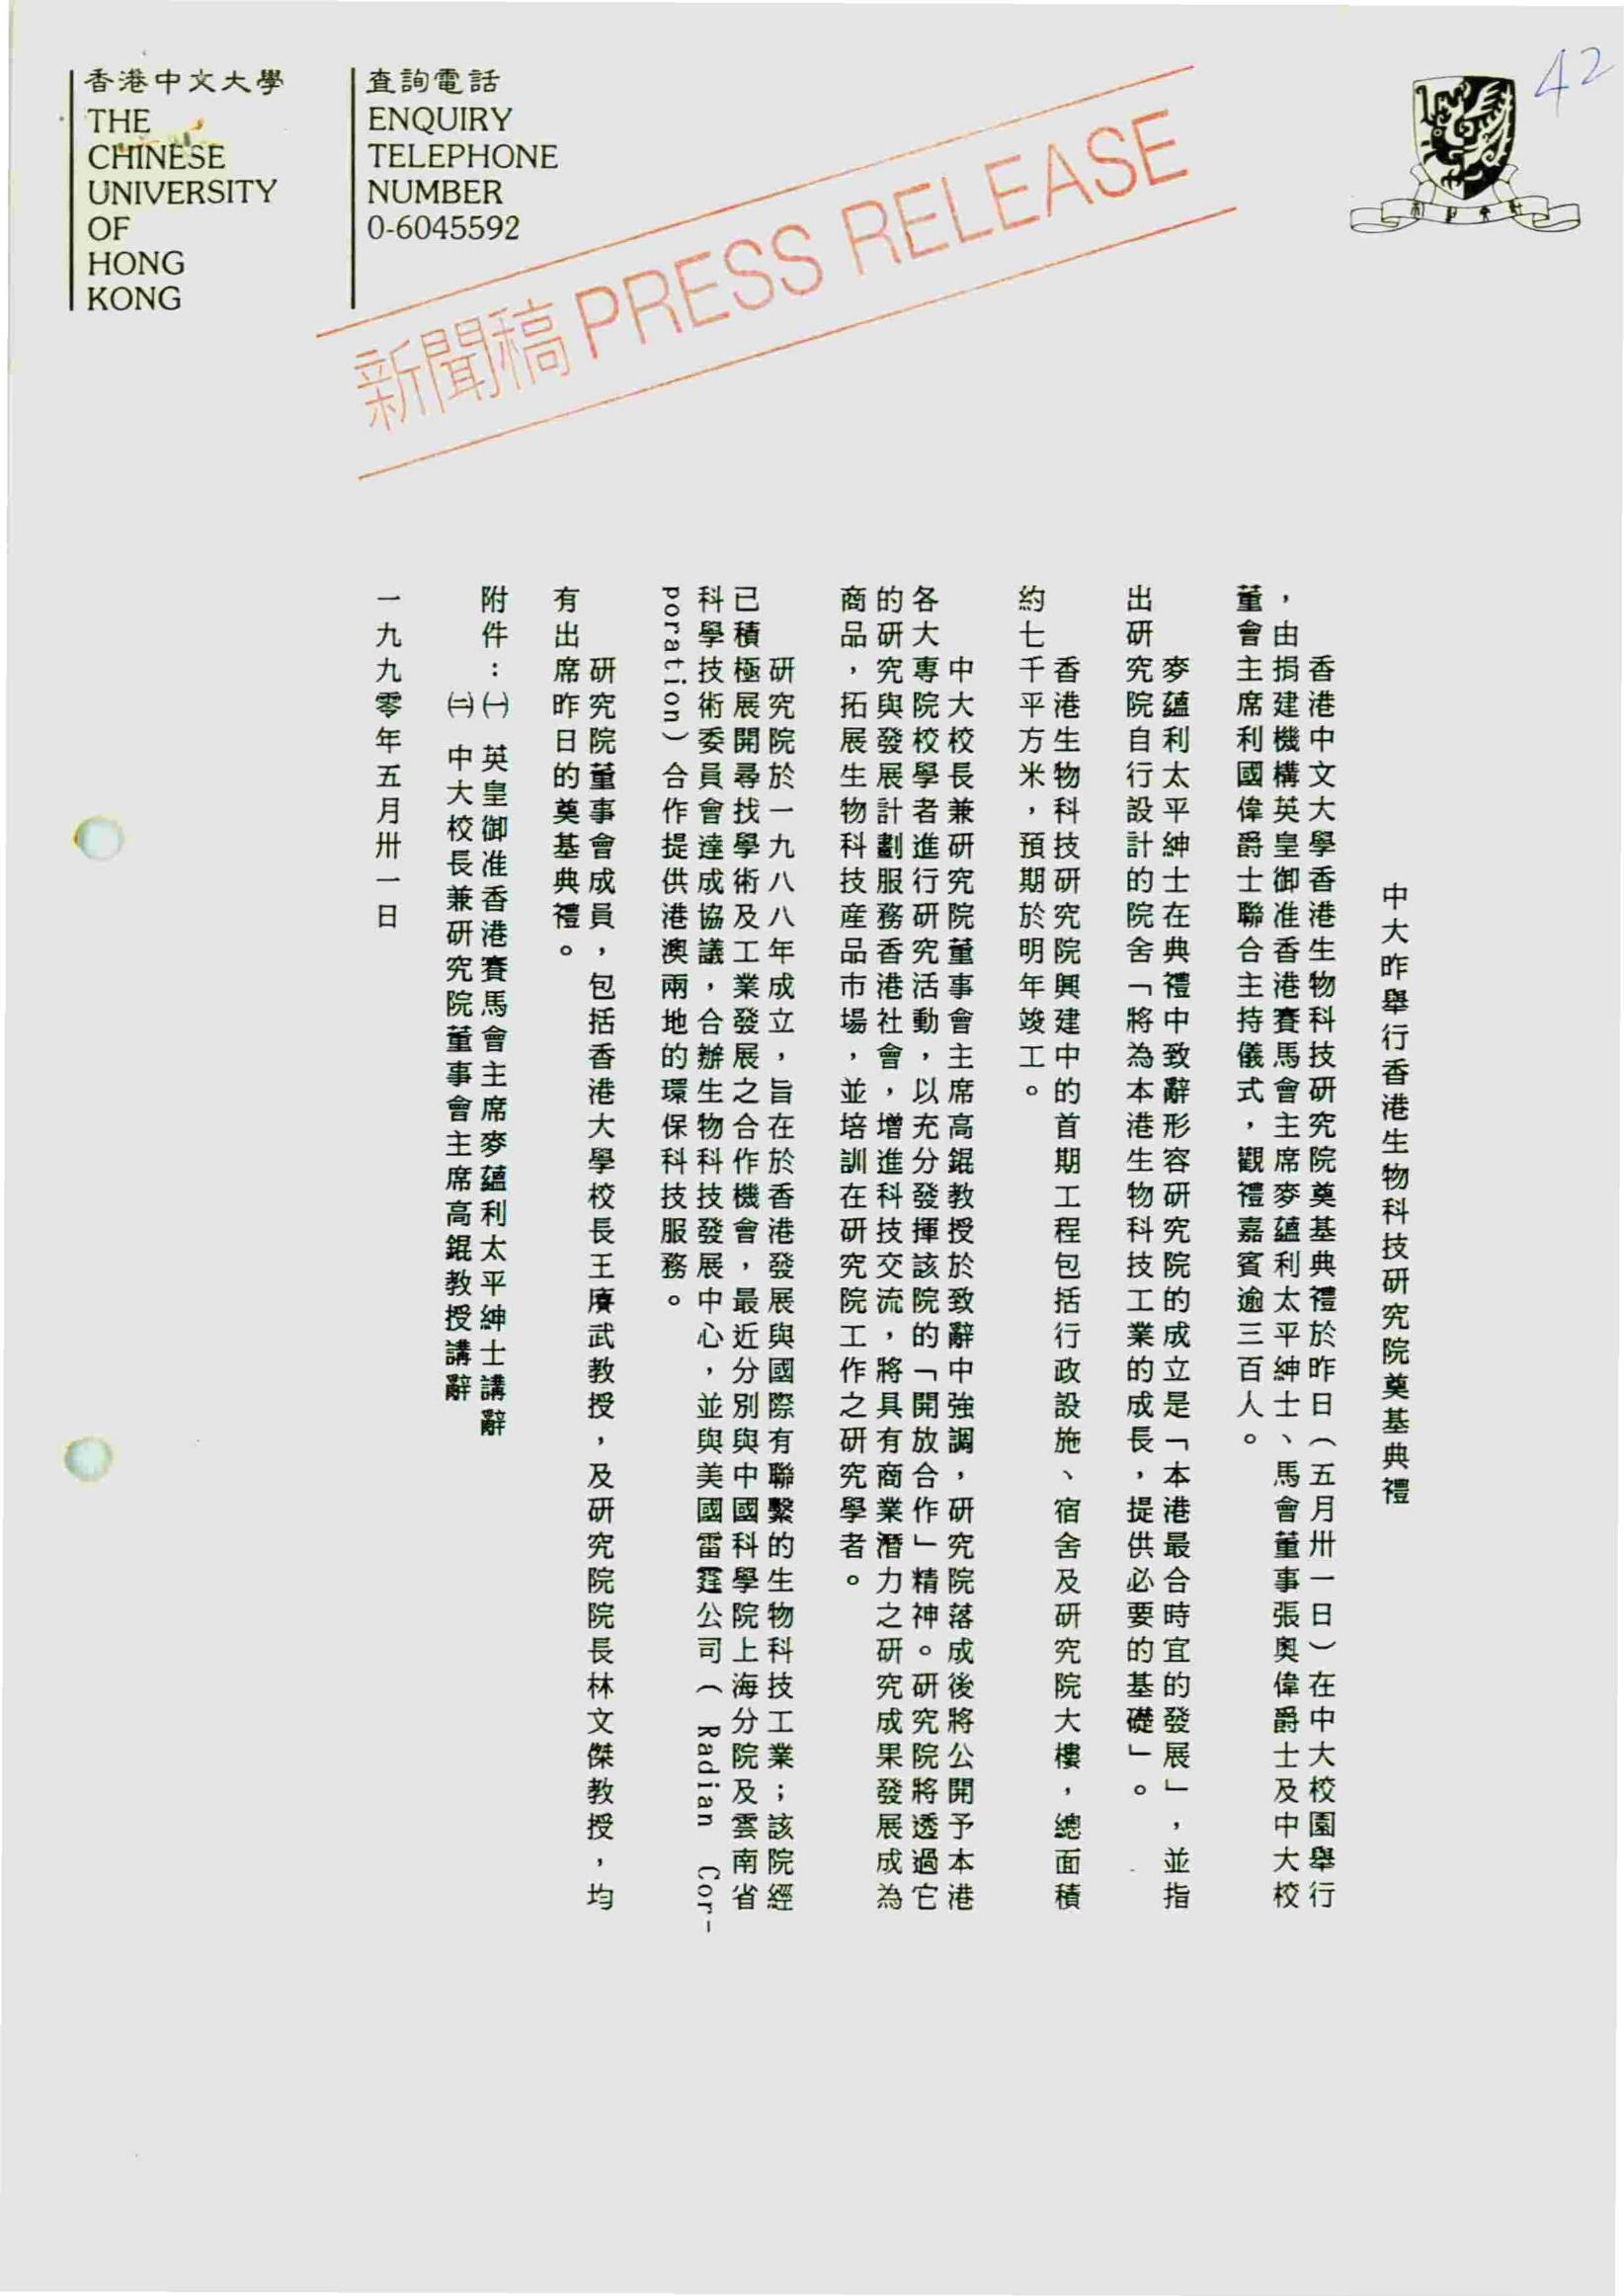 香港中文大學
THE
CHINESE
UNIVERSITY
OF
HONG
KONG
查詢電話
ENQUIRY
TELEPHONE
NUMBER
0-6045592
新聞稿 PRESS RELEASE
42
中大昨舉行香港生物科技研究院奠基典禮
香港中文大學香港生物科技研究院奠基典禮於昨日（五月卅一日）在中大校園舉行
，由捐建機構英皇御准香港賽馬會主席麥蘊利太平紳士、馬會董事張奧偉爵士及中大校
董會主席利國偉爵士聯合主持儀式，觀禮嘉賓逾三百人。
麥蘊利太平紳士在典禮中致辭形容研究院的成立是「本港最合時宜的發展」，並指
出研究院自行設計的院舍「將為本港生物科技工業的成長，提供必要的基礎」。
香港生物科技研究院興建中的首期工程包括行政設施、宿舍及研究院大樓，總面積
約七千平方米，預期於明年竣工。
中大校長兼研究院董事會主席高錕教授於致辭中強調，研究院落成後將公開予本港
各大專院校學者進行研究活動，以充分發揮該院的「開放合作」精神。研究院將透過它
的研究與發展計劃服務香港社會，增進科技交流，將具有商業潛力之研究成果發展成為
商品，拓展生物科技産品市場，並培訓在研究院工作之研究學者。
研究院於一九八八年成立，旨在於香港發展與國際有聯繫的生物科技工業；該院經
已積極展開尋找學術及工業發展之合作機會，最近分別與中國科學院上海分院及雲南省
科學技術委員會達成協議，合辦生物科技發展中心，並與美國雷霆公司（ Radian Cor-
poration）合作提供港澳兩地的環保科技服務。
研究院董事會成員，包括香港大學校長王賡武教授，及研究院院長林文傑教授，均
有出席昨日的奠基典禮。
附件：㈠ 英皇御准香港賽馬會主席麥蘊利太平紳士講辭
㈡ 中大校長兼研究院董事會主席高錕教授講辭
一九九零年五月卅一日